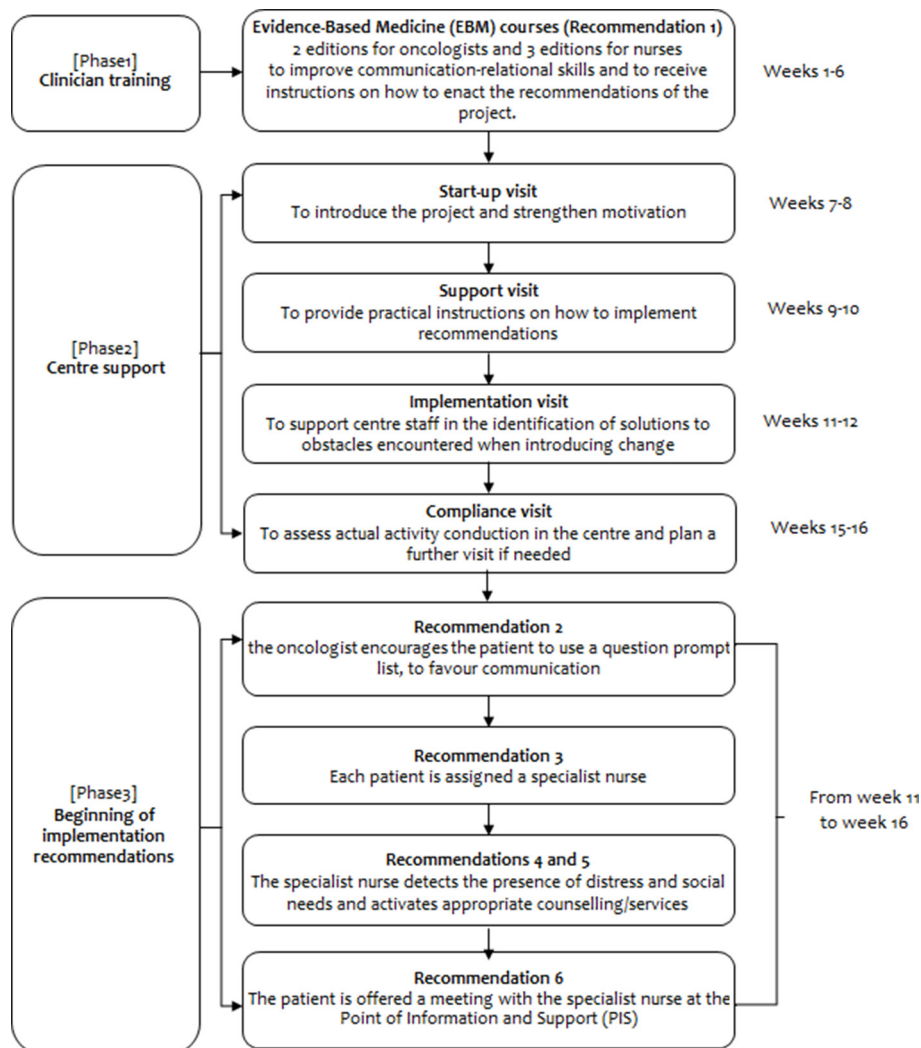 [Phase1]
Clinician training
Evidence-Based Medicine (EBM) courses (Recommendation 1)
2 editions for oncologists and 3 editions for nurses
to improve communication-relational skills and to receive
instructions on how to enact the recommendations of the
project.
Weeks 1-6
[Phase2]
Centre support
Start-up visit
To introduce the project and strengthen motivation
Weeks 7-8
Support visit
To provide practical instructions on how to implement
recommendations
Weeks 9-10
Implementation visit
To support centre staff in the identification of solutions to
obstacles encountered when introducing change
Weeks 11-12
Compliance visit
To assess actual activity conduction in the centre and plan a
further visit if needed
Weeks 15-16
[Phase3]
Beginning of
implementation
recommendations
Recommendation 2
the oncologist encourages the patient to use a question prompt
list, to favour communication
Recommendation 3
Each patient is assigned a specialist nurse
Recommendations 4 and 5
The specialist nurse detects the presence of distress and social
needs and activates appropriate counselling/services
Recommendation 6
The patient is offered a meeting with the specialist nurse at the
Point of Information and Support (PIS)
From week 11
to week 16